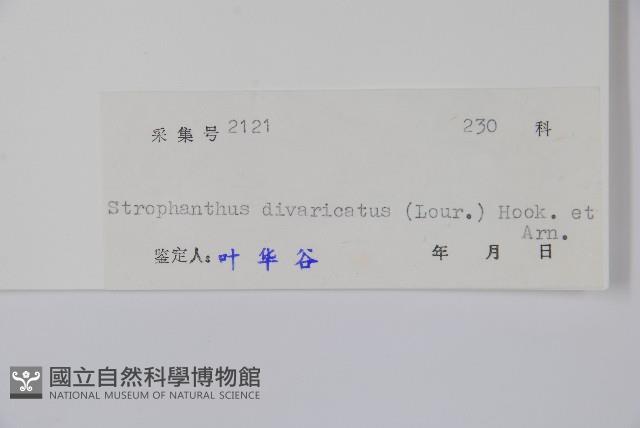 采集号 2121 230 科
Strophanthus divaricatus (Lour.) Hook. et
Arn.
鉴定人: 叶华谷 年 月 日
國立自然科學博物館
NATIONAL MUSEUM OF NATURAL SCIENCE